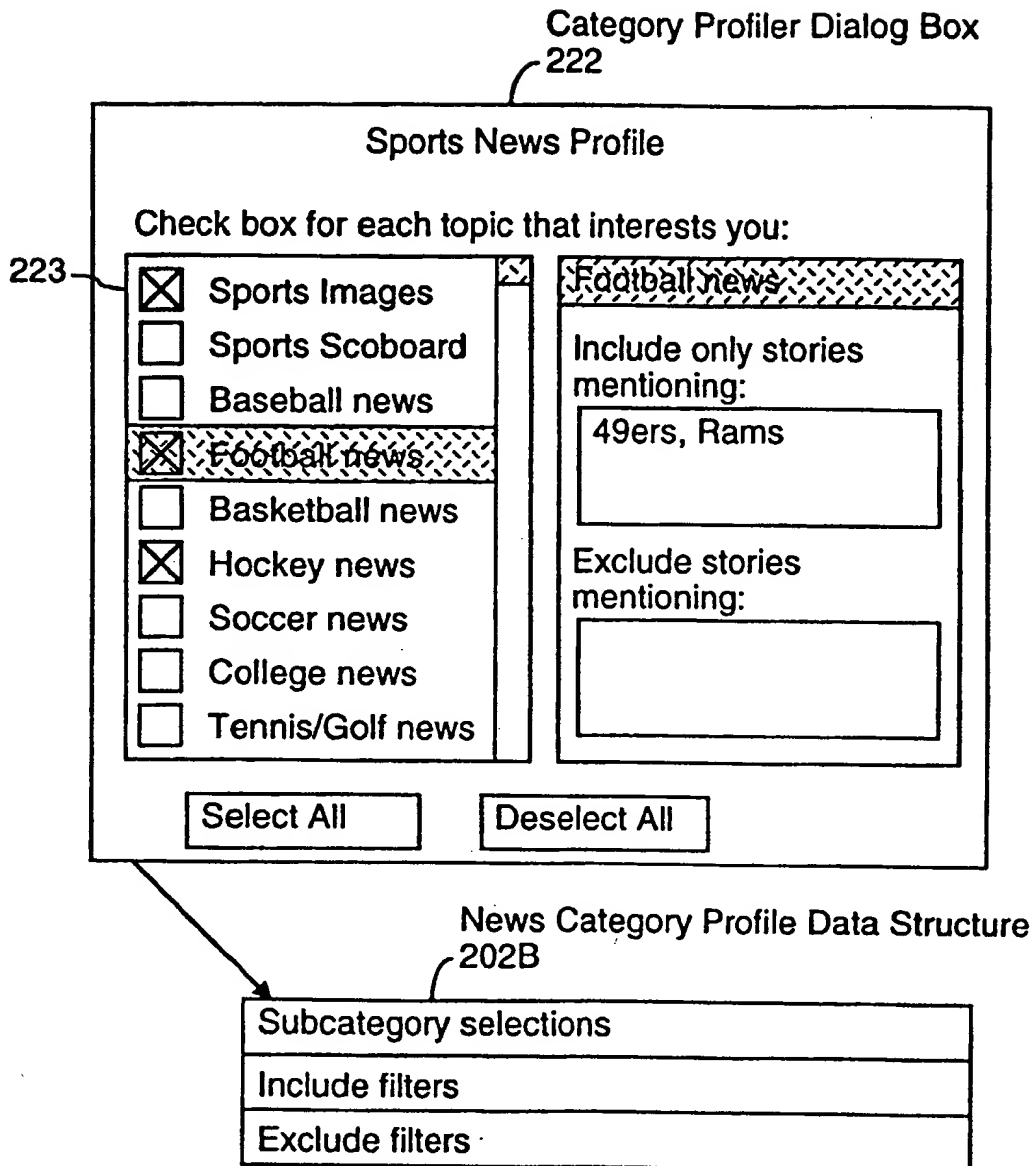 Category Profiler Dialog Box
222
Sports News Profile
Check box for each topic that interests you:
223
Sports Images
Sports Scoboard
Baseball news
Football news
Basketball news
Hockey news
Soccer news
College news
Tennis/Golf news
Football news
Include only stories
mentioning:
49ers, Rams
Exclude stories
mentioning:
Select All
Deselect All
News Category Profile Data Structure
202B
Subcategory selections
Include filters
Exclude filters